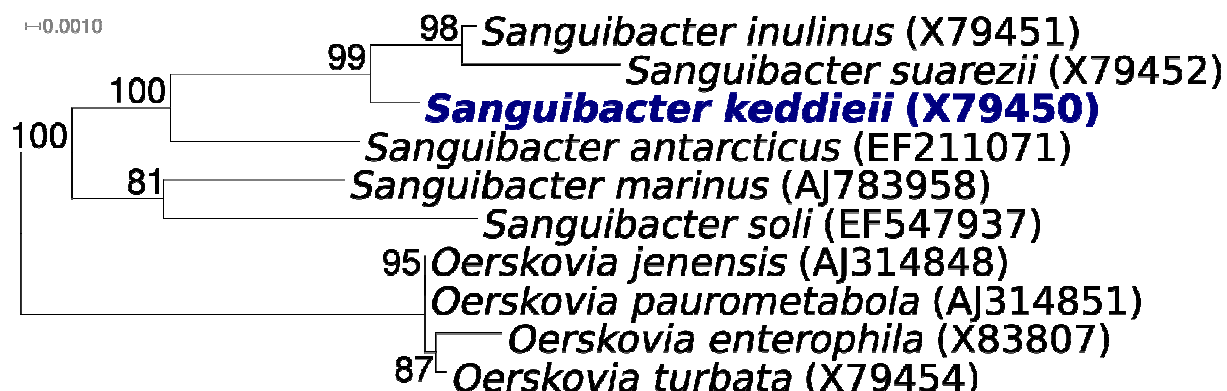 0.0010
98 Sanguibacter inulinus (X79451)
99 Sanguibacter suarezii (X79452)
100 Sanguibacter keddieii (X79450)
100 Sanguibacter antarcticus (EF211071)
81 Sanguibacter marinus (AJ783958)
Sanguibacter soli (EF547937)
95 Oerskovia jenensis (AJ314848)
Oerskovia paurometabola (AJ314851)
Oerskovia enterophila (X83807)
87 Oerskovia turbata (X79454)